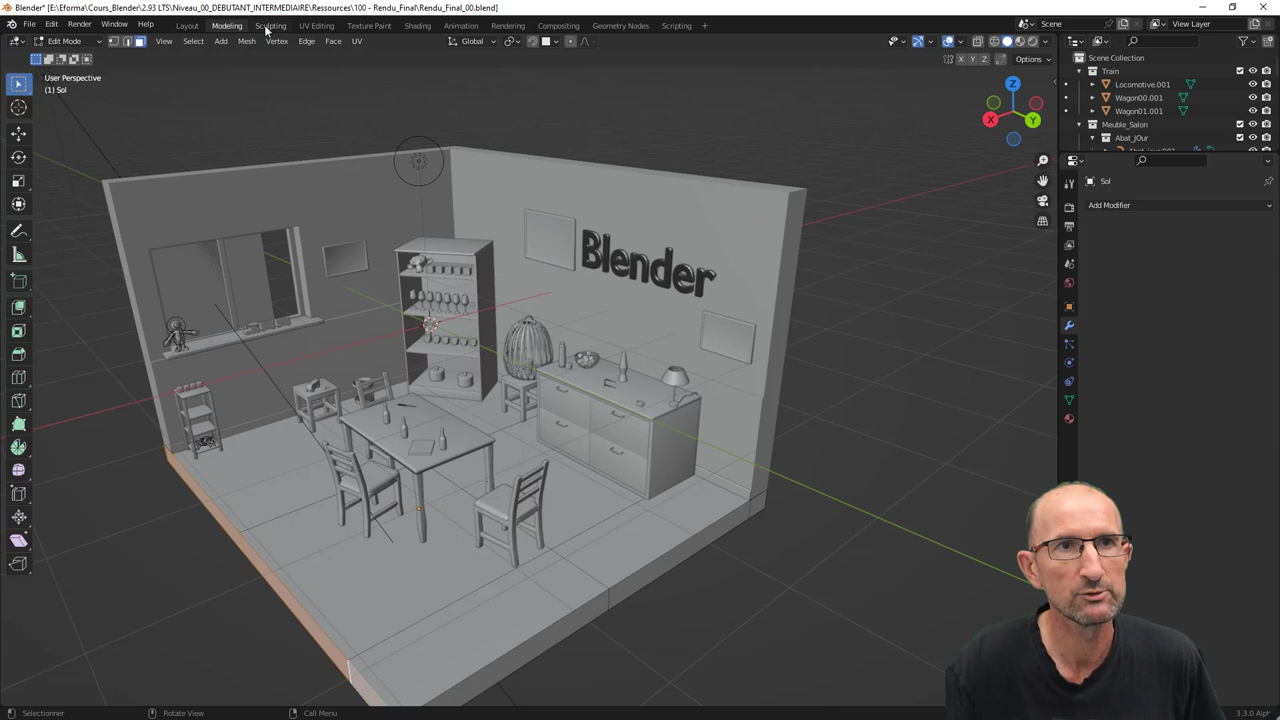 Blender* [E:\Eforma\Cours_Blender\2.93 LTS\Niveau_00_DEBUTANT_INTERMEDIAIRE\Ressources\100 - Rendu_Final\Rendu_Final_00.blend]
File Edit Render Window Help Layout Modeling Sculpting UV Editing Texture Paint Shading Animation Rendering Compositing Geometry Nodes Scripting + Scene View Layer
Edit Mode View Select Add Mesh Vertex Edge Face UV Global
X Y Z Options
User Perspective
(1) Sol
Scene Collection
Train
Locomotive.001
Wagon00.001
Wagon01.001
Meuble_Salon
Abat_JOur
Sol
Add Modifier
Z
X
Y
Blender
Sélectionner Rotate View Call Menu 3.3.0 Alph